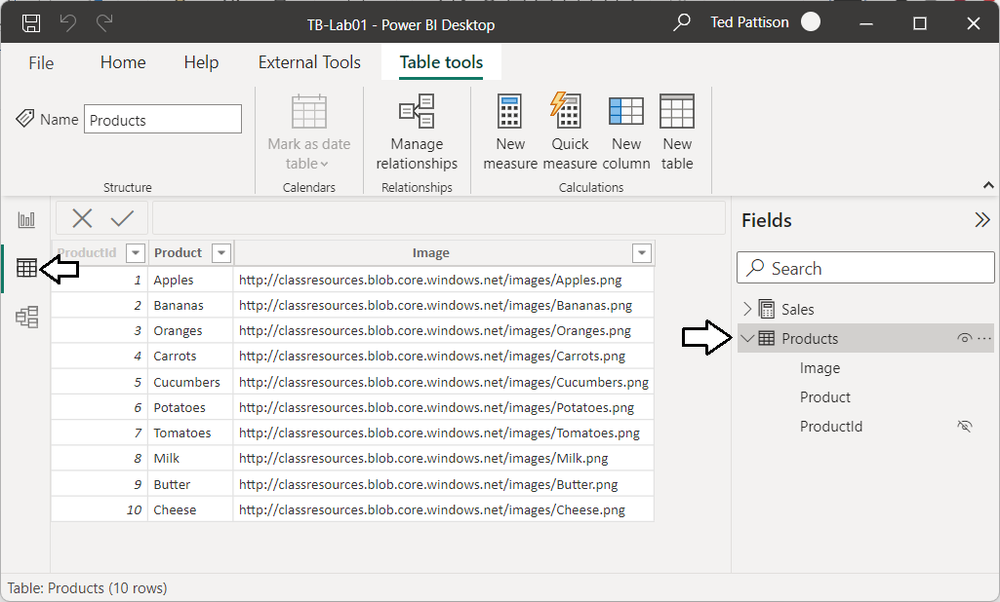 TB-Lab01 - Power BI Desktop
Ted Pattison
File Home Help External Tools Table tools
Name Products
Mark as date table
Manage relationships
New measure
Quick measure
New column
New table
Structure Calendars Relationships Calculations
Fields
Search
Sales
Products
Image
Product
ProductId
ProductId Product Image
1 Apples http://classresources.blob.core.windows.net/images/Apples.png
2 Bananas http://classresources.blob.core.windows.net/images/Bananas.png
3 Oranges http://classresources.blob.core.windows.net/images/Oranges.png
4 Carrots http://classresources.blob.core.windows.net/images/Carrots.png
5 Cucumbers http://classresources.blob.core.windows.net/images/Cucumbers.png
6 Potatoes http://classresources.blob.core.windows.net/images/Potatoes.png
7 Tomatoes http://classresources.blob.core.windows.net/images/Tomatoes.png
8 Milk http://classresources.blob.core.windows.net/images/Milk.png
9 Butter http://classresources.blob.core.windows.net/images/Butter.png
10 Cheese http://classresources.blob.core.windows.net/images/Cheese.png
Table: Products (10 rows)